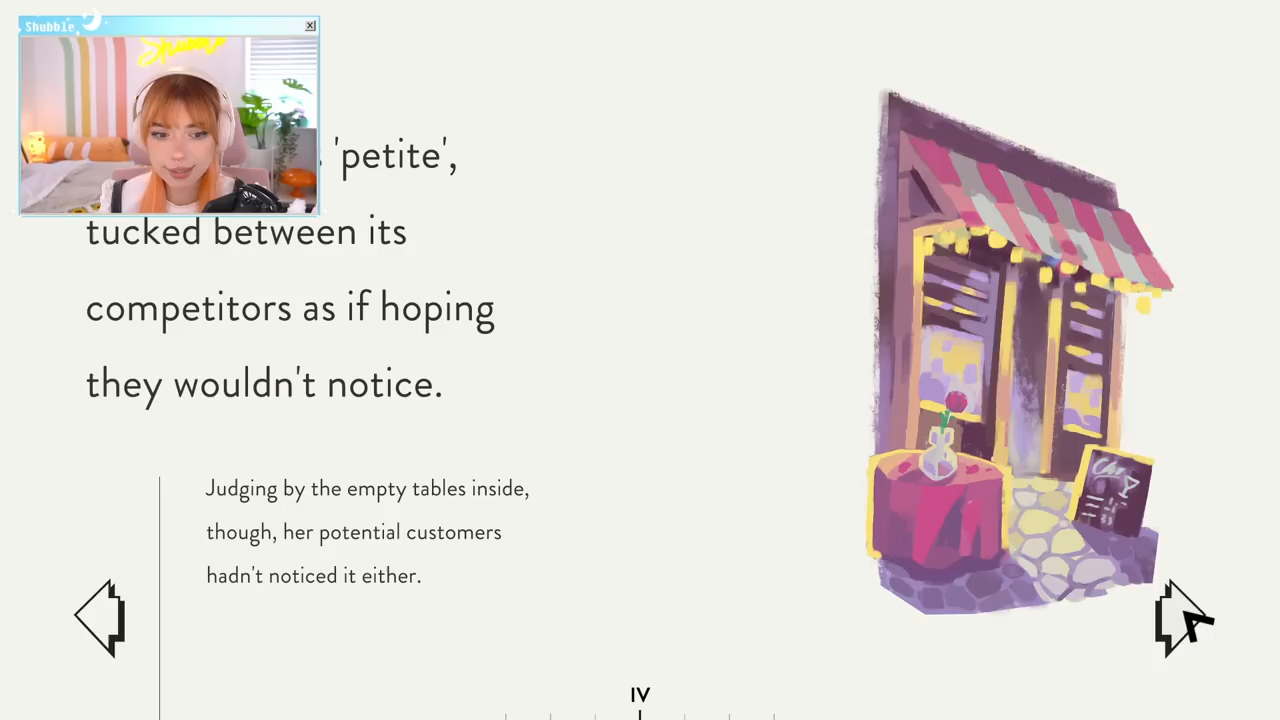 Shubble
Shubble
'petite',
tucked between its
competitors as if hoping
they wouldn't notice.
Judging by the empty tables inside,
though, her potential customers
hadn't noticed it either.
IV